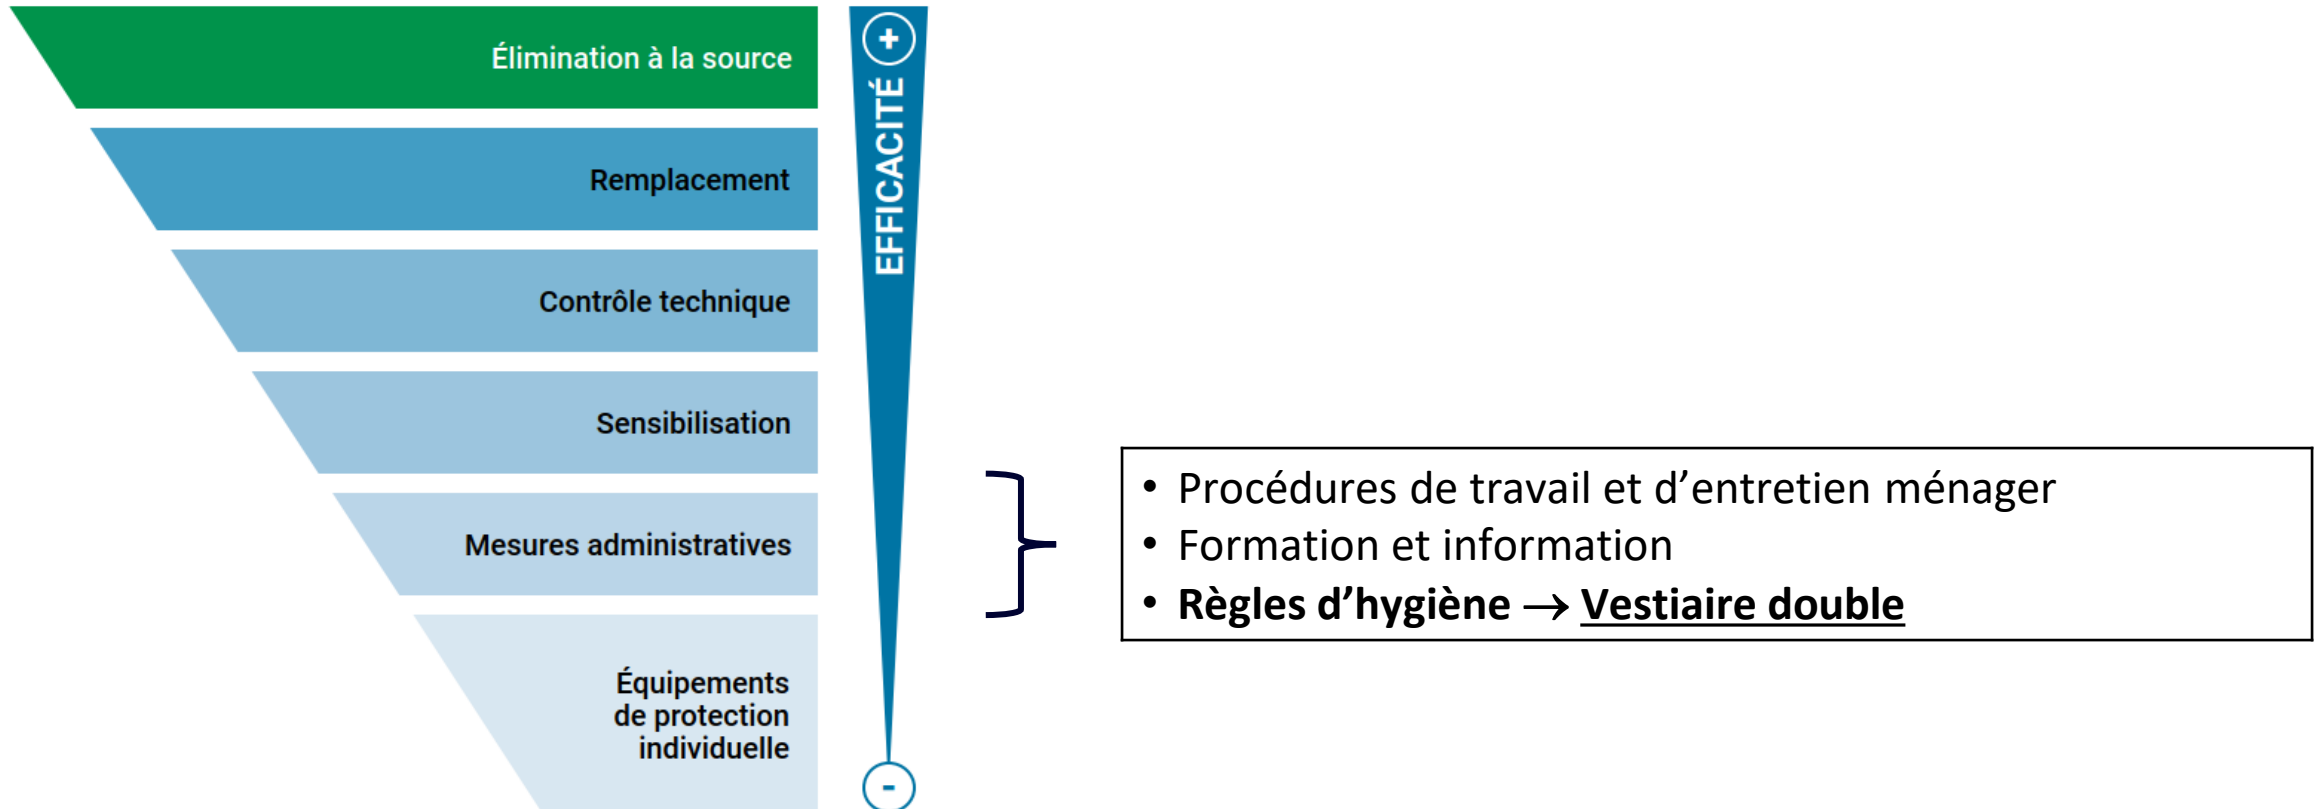 Élimination à la source
Remplacement
Contrôle technique
Sensibilisation
Mesures administratives
Équipements
de protection
individuelle
+
EFFICACITÉ
-
• Procédures de travail et d’entretien ménager
• Formation et information
• Règles d’hygiène → Vestiaire double